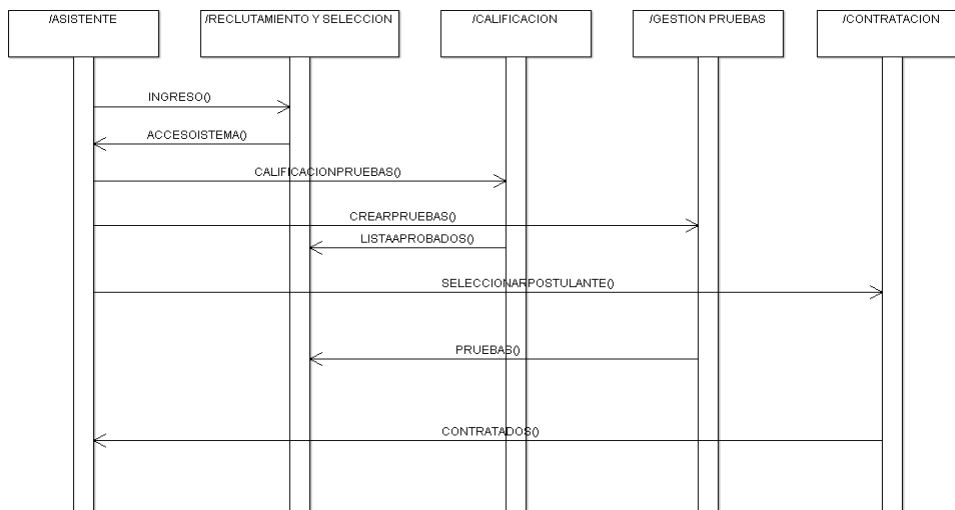 /ASISTENTE
/RECLUTAMIENTO Y SELECCION
/CALIFICACION
/GESTION PRUEBAS
/CONTRATACION
INGRESO()
ACCESOISTEMA()
CALIFICACIONPRUEBAS()
CREARPRUEBAS()
LISTAAPROBADOS()
SELECCIONARPOSTULANTE()
PRUEBAS()
CONTRATADOS()